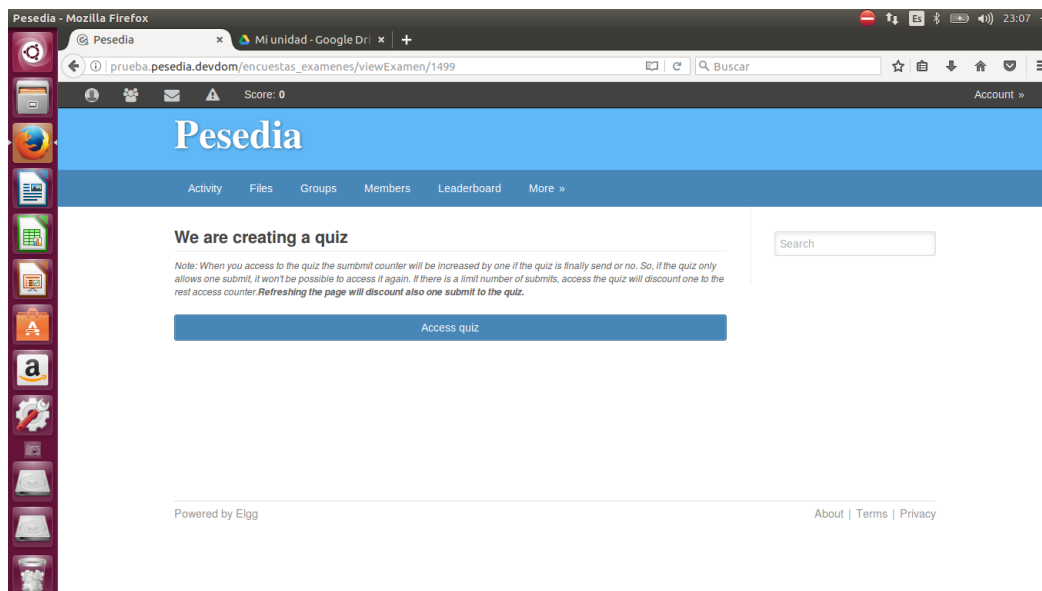 Pesedia - Mozilla Firefox
Es
23:07
Pesedia
Mi unidad - Google Dri
prueba.pesedia.devdom/encuestas_examenes/viewExamen/1499
Buscar
Score: 0
Account »
Pesedia
Activity Files Groups Members Leaderboard More »
We are creating a quiz
Search
Note: When you access to the quiz the sumbmit counter will be increased by one if the quiz is finally send or no. So, if the quiz only
allows one submit, it won't be possible to access it again. If there is a limit number of submits, access the quiz will discount one to the
rest access counter.Refreshing the page will discount also one submit to the quiz.
Access quiz
a
Powered by Elgg
About | Terms | Privacy